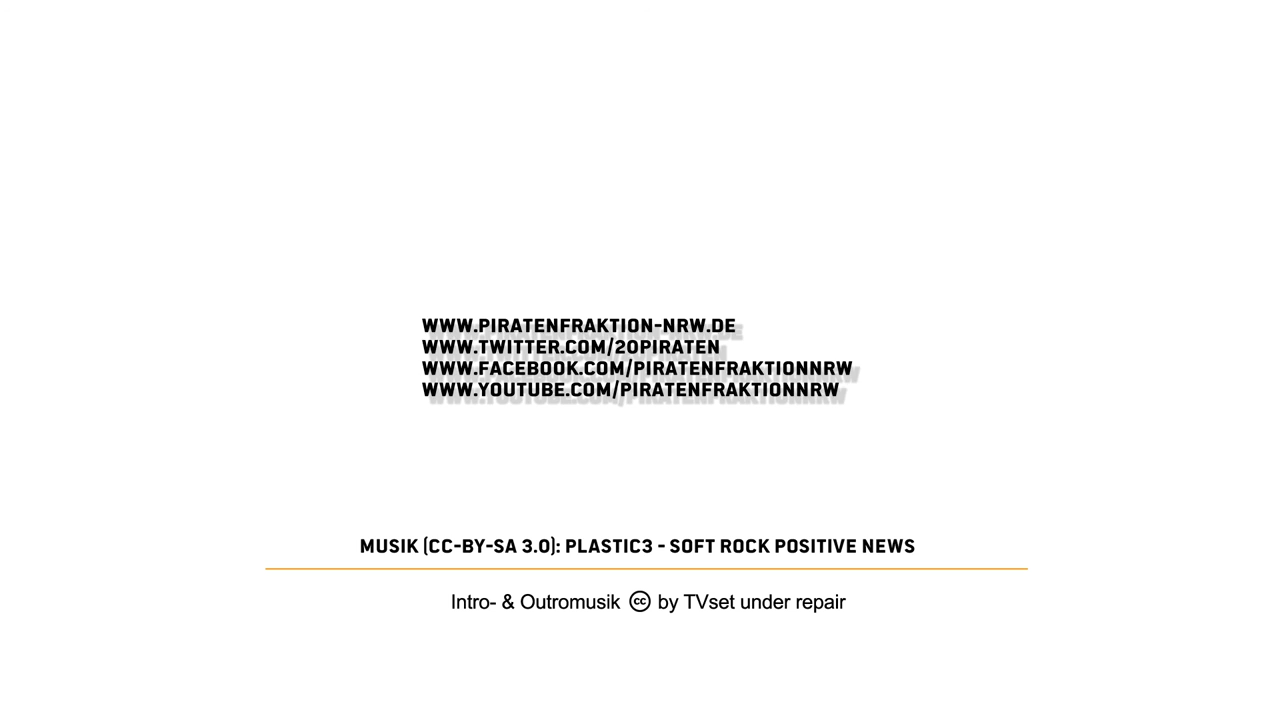 WWW.PIRATENFRAKTION-NRW.DE
WWW.TWITTER.COM/20PIRATEN
WWW.FACEBOOK.COM/PIRATENFRAKTIONNRW
WWW.YOUTUBE.COM/PIRATENFRAKTIONNRW
MUSIK (CC-BY-SA 3.0): PLASTIC3 - SOFT ROCK POSITIVE NEWS
Intro- & Outromusik cc by TVset under repair